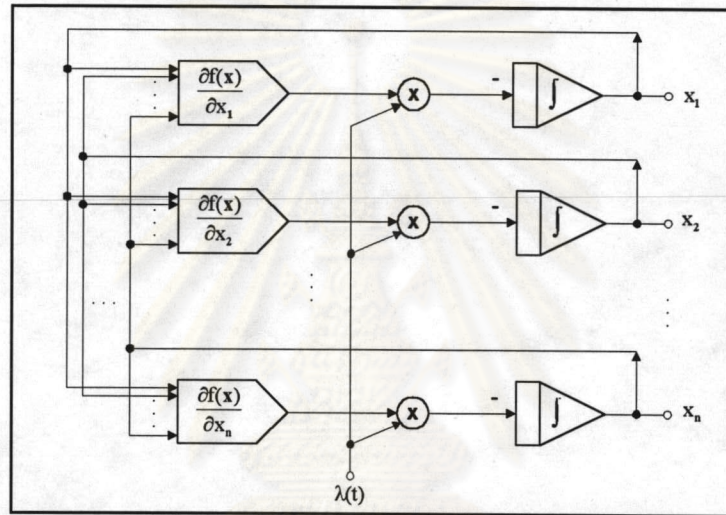 ∂f(x)
∂x₁
x
-
∫
x₁
∂f(x)
∂x₂
x
-
∫
x₂
∂f(x)
∂xₙ
x
-
∫
xₙ
λ(t)